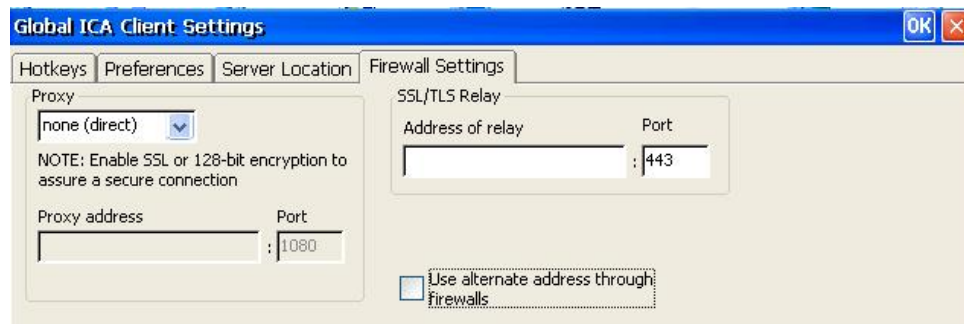 Global ICA Client Settings OK
Hotkeys Preferences Server Location Firewall Settings
Proxy
none (direct)
NOTE: Enable SSL or 128-bit encryption to
assure a secure connection
Proxy address Port
: 1080
SSL/TLS Relay
Address of relay Port
: 443
Use alternate address through
firewalls